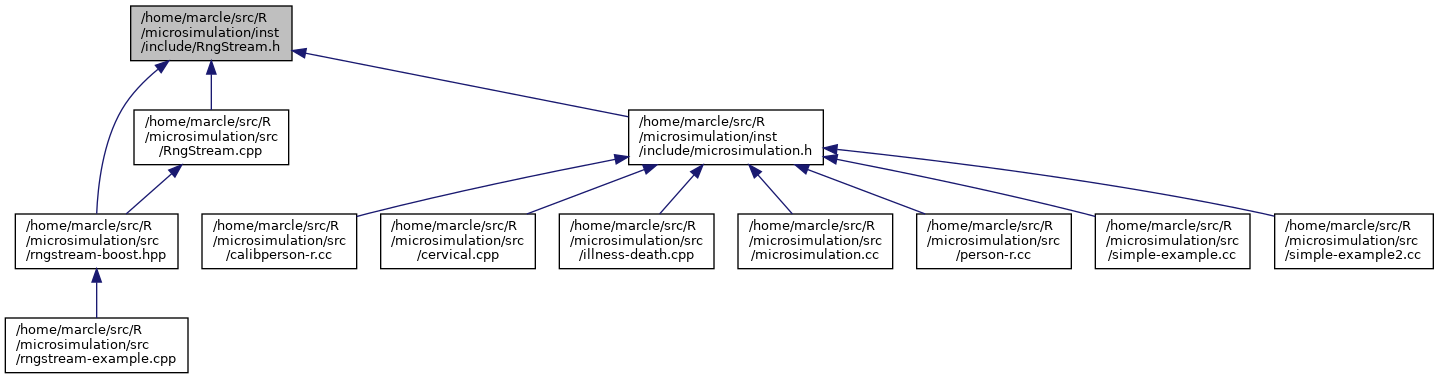 /home/marcle/src/R
/microsimulation/inst
/include/RngStream.h
/home/marcle/src/R
/microsimulation/src
/RngStream.cpp
/home/marcle/src/R
/microsimulation/inst
/include/microsimulation.h
/home/marcle/src/R
/microsimulation/src
/rngstream-boost.hpp
/home/marcle/src/R
/microsimulation/src
/calibperson-r.cc
/home/marcle/src/R
/microsimulation/src
/cervical.cpp
/home/marcle/src/R
/microsimulation/src
/illness-death.cpp
/home/marcle/src/R
/microsimulation/src
/microsimulation.cc
/home/marcle/src/R
/microsimulation/src
/person-r.cc
/home/marcle/src/R
/microsimulation/src
/simple-example.cc
/home/marcle/src/R
/microsimulation/src
/simple-example2.cc
/home/marcle/src/R
/microsimulation/src
/rngstream-example.cpp